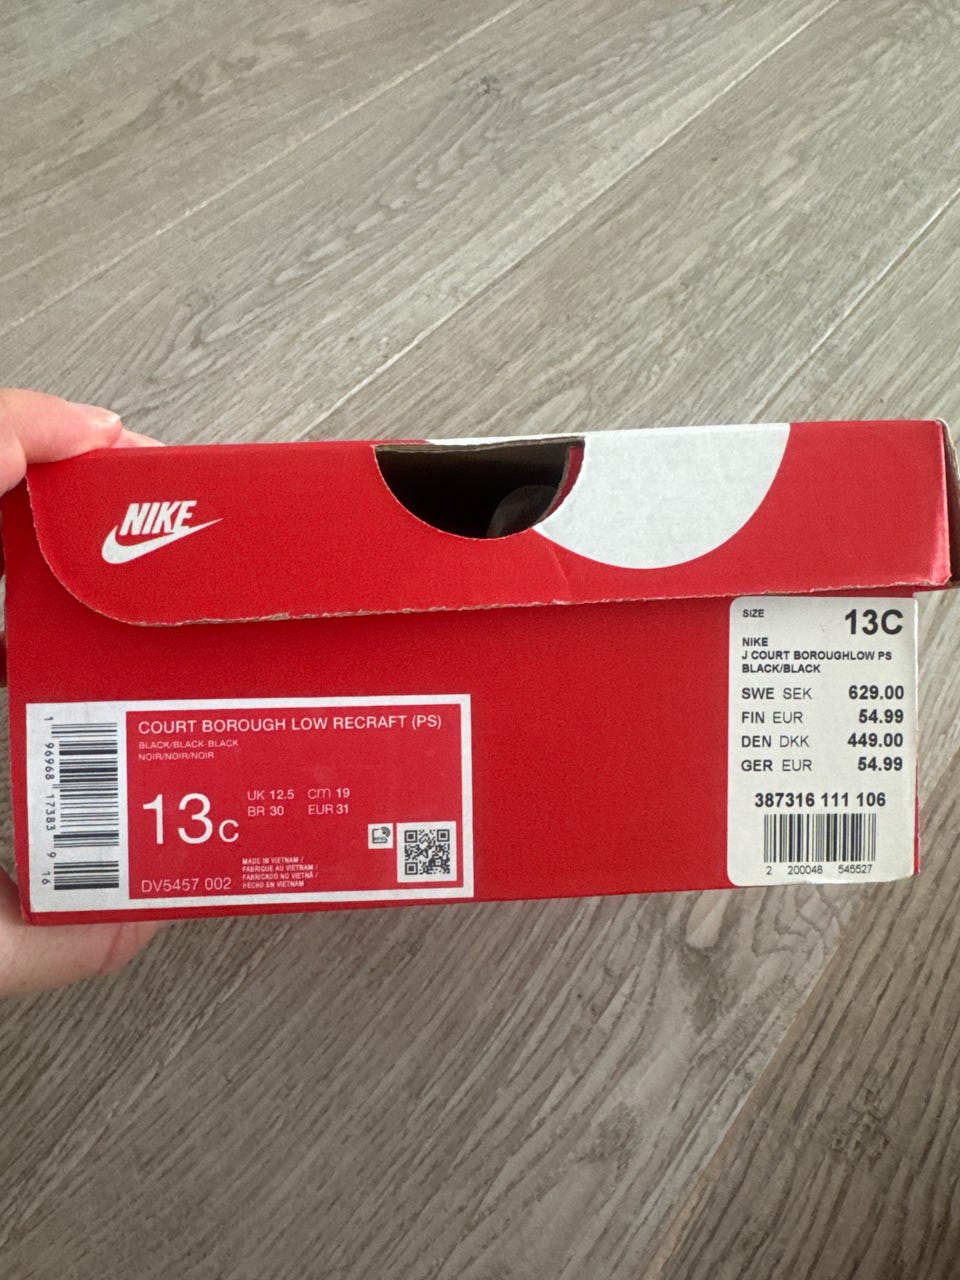 NIKE
SIZE 13C
NIKE
J COURT BOROUGHLOW PS
BLACK/BLACK
SWE SEK 629.00
FIN EUR 54.99
DEN DKK 449.00
GER EUR 54.99
387316 111 106
2 200048 545527
COURT BOROUGH LOW RECRAFT (PS)
BLACK/BLACK-BLACK
NOIR/NOIR/NOIR
13C
UK 12.5 cm 19
BR 30 EUR 31
MADE IN VIETNAM /
FABRIQUE AU VIETNAM /
FABRICADO NO VIETNÃ /
HECHO EN VIETNAM
DV5457 002
1 96968 17383 9 16